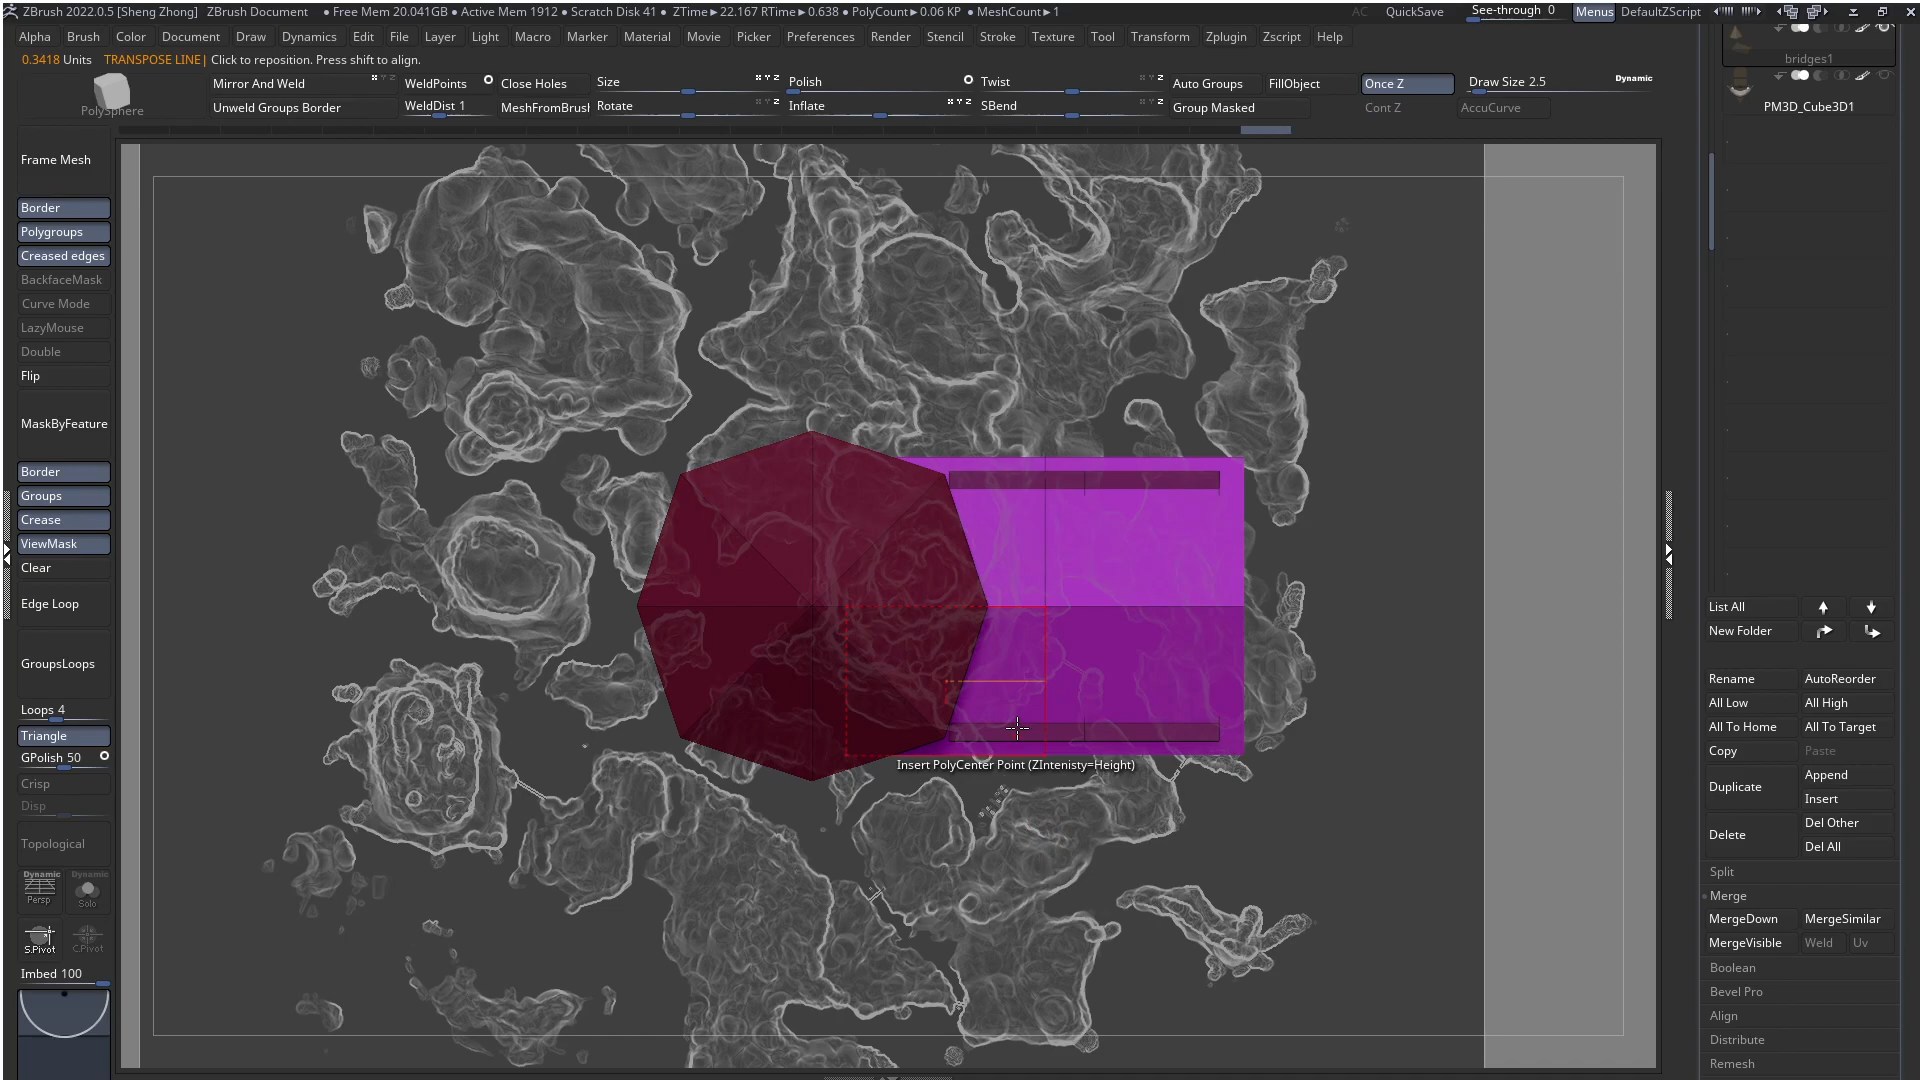 ZBrush 2022.0.5 [Sheng Zhong] ZBrush Document • Free Mem 20.041GB • Active Mem 1912 • Scratch Disk 41 • ZTime►22.167 RTime►0.638 • PolyCount►0.06 KP • MeshCount►1 AC QuickSave See-through 0 Menus DefaultZScript
Alpha Brush Color Document Draw Dynamics Edit File Layer Light Macro Marker Material Movie Picker Preferences Render Stencil Stroke Texture Tool Transform Zplugin Zscript Help
0.3418 Units TRANSPOSE LINE| Click to reposition. Press shift to align.
bridges1
Mirror And Weld WeldPoints Close Holes Size Polish Twist Auto Groups FillObject Once Z Draw Size 2.5 Dynamic
Unweld Groups Border WeldDist 1 MeshFromBrush Rotate Inflate SBend Group Masked Cont Z AccuCurve
PolySphere
PM3D_Cube3D1
Frame Mesh
Border
Polygroups
Creased edges
BackfaceMask
Curve Mode
LazyMouse
Double
Flip
MaskByFeature
Border
Groups
Crease
ViewMask
Clear
Edge Loop
GroupsLoops
Loops 4
Triangle
GPolish 50
Crisp
Disp
Topological
Dynamic Dynamic
Persp Solo
S.Pivot C.Pivot
Imbed 100
Insert PolyCenter Point (ZIntenisty=Height)
List All
New Folder
Rename AutoReorder
All Low All High
All To Home All To Target
Copy Paste
Duplicate Append
Insert
Delete Del Other
Del All
Split
Merge
MergeDown MergeSimilar
MergeVisible Weld Uv
Boolean
Bevel Pro
Align
Distribute
Remesh